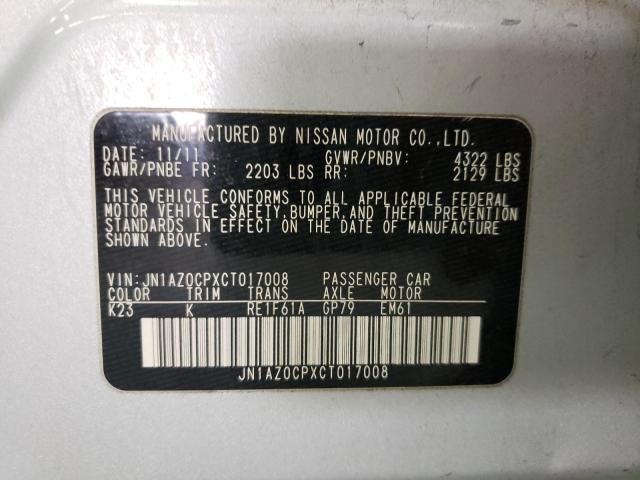 MANUFACTURED BY NISSAN MOTOR CO.,LTD.
DATE: 11/11 GVWR/PNBV: 4322 LBS
GAWR/PNBE FR: 2203 LBS RR: 2129 LBS
THIS VEHICLE CONFORMS TO ALL APPLICABLE FEDERAL
MOTOR VEHICLE SAFETY,BUMPER,AND THEFT PREVENTION
STANDARDS IN EFFECT ON THE DATE OF MANUFACTURE
SHOWN ABOVE.
VIN:JN1AZ0CPXCT017008 PASSENGER CAR
COLOR TRIM TRANS AXLE MOTOR
K23 K RE1F61A GP79 EM61
JN1AZ0CPXCT017008